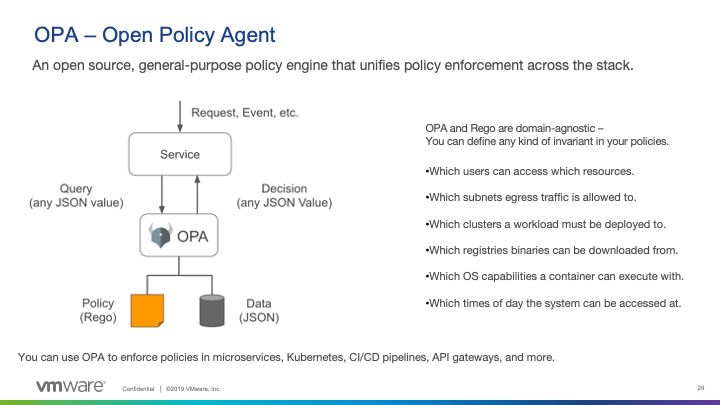 OPA – Open Policy Agent
An open source, general-purpose policy engine that unifies policy enforcement across the stack.
Request, Event, etc.
Service
Query
(any JSON value)
Decision
(any JSON Value)
OPA
Policy
(Rego)
Data
(JSON)
OPA and Rego are domain-agnostic –
You can define any kind of invariant in your policies.
•Which users can access which resources.
•Which subnets egress traffic is allowed to.
•Which clusters a workload must be deployed to.
•Which registries binaries can be downloaded from.
•Which OS capabilities a container can execute with.
•Which times of day the system can be accessed at.
You can use OPA to enforce policies in microservices, Kubernetes, CI/CD pipelines, API gateways, and more.
vmware® Confidential | ©2019 VMware, Inc. 29